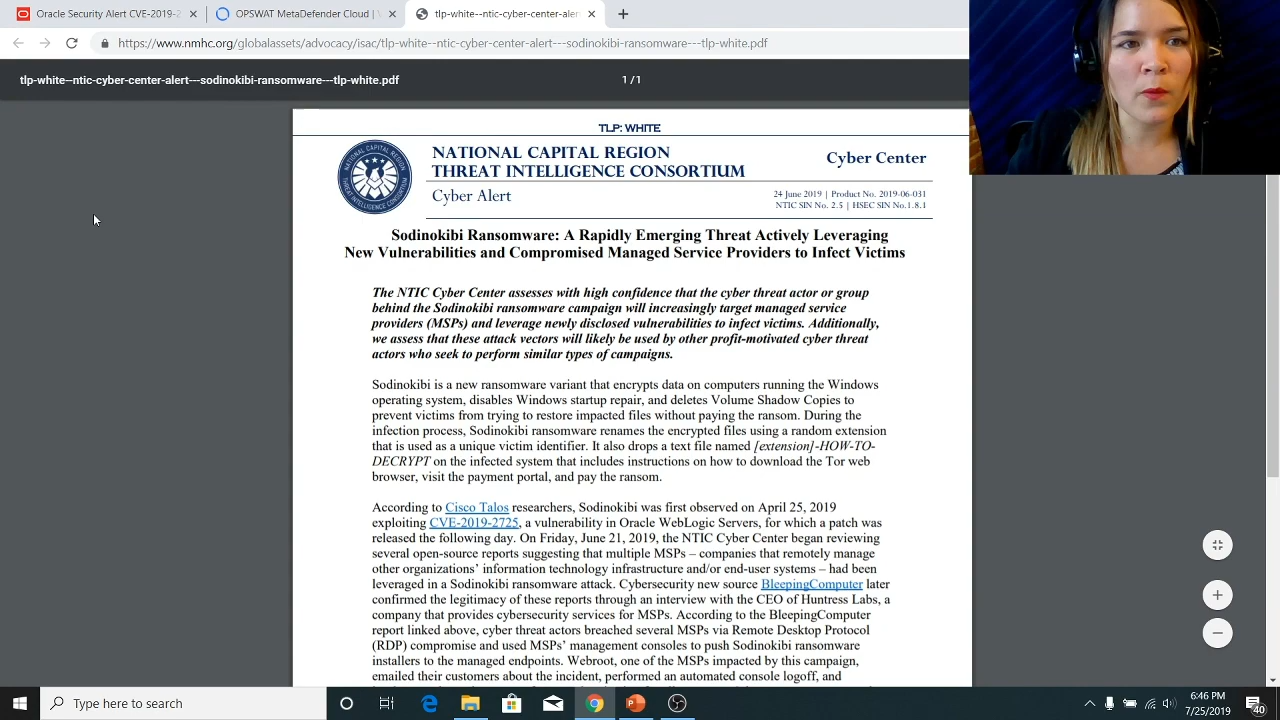 Oracle Security Alert CVE-2019-2
OPSWAT MetaDefender Cloud | V
tlp-white--ntic-cyber-alert---sodin
https://www.nmhc.org/globalassets/advocacy/isac/tlp-white--ntic-cyber-alert---sodinokibi-ransomware---tlp-white.pdf
tlp-white--ntic-cyber-alert---sodinokibi-ransomware---tlp-white.pdf
1 / 1
TLP: WHITE
NATIONAL CAPITAL REGION
THREAT INTELLIGENCE CONSORTIUM
Cyber Center
Cyber Alert
24 June 2019 | Product No. 2019-06-031
NTIC SIN No. 2.5 | HSEC SIN No.1.8.1
Sodinokibi Ransomware: A Rapidly Emerging Threat Actively Leveraging
New Vulnerabilities and Compromised Managed Service Providers to Infect Victims
The NTIC Cyber Center assesses with high confidence that the cyber threat actor or group
behind the Sodinokibi ransomware campaign will increasingly target managed service
providers (MSPs) and leverage newly disclosed vulnerabilities to infect victims. Additionally,
we assess that these attack vectors will likely be used by other profit-motivated cyber threat
actors who seek to perform similar types of campaigns.
Sodinokibi is a new ransomware variant that encrypts data on computers running the Windows
operating system, disables Windows startup repair, and deletes Volume Shadow Copies to
prevent victims from trying to restore impacted files without paying the ransom. During the
infection process, Sodinokibi ransomware renames the encrypted files using a random extension
that is used as a unique victim identifier. It also drops a text file named [extension]-HOW-TO-
DECRYPT on the infected system that includes instructions on how to download the Tor web
browser, visit the payment portal, and pay the ransom.
According to Cisco Talos researchers, Sodinokibi was first observed on April 25, 2019
exploiting CVE-2019-2725, a vulnerability in Oracle WebLogic Servers, for which a patch was
released the following day. On Friday, June 21, 2019, the NTIC Cyber Center began reviewing
several open-source reports suggesting that multiple MSPs – companies that remotely manage
other organizations' information technology infrastructure and/or end-user systems – had been
leveraged in a Sodinokibi ransomware attack. Cybersecurity new source BleepingComputer later
confirmed the legitimacy of these reports through an interview with the CEO of Huntress Labs, a
company that provides cybersecurity services for MSPs. According to the BleepingComputer
report linked above, cyber threat actors breached several MSPs via Remote Desktop Protocol
(RDP) compromise and used MSPs' management consoles to push Sodinokibi ransomware
installers to the managed endpoints. Webroot, one of the MSPs impacted by this campaign,
emailed their customers about the incident, performed an automated console logoff, and
Type here to search
6:46 PM
7/25/2019
40